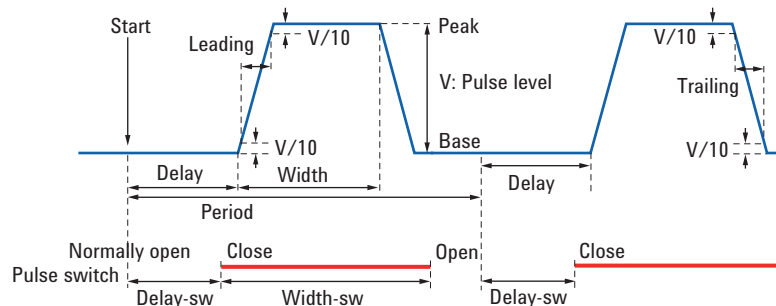 Start
Leading
V/10
Peak
V: Pulse level
V/10
Trailing
V/10
Base
V/10
Delay
Width
Delay
Period
Normally open
Close
Open
Close
Pulse switch
Delay-sw
Width-sw
Delay-sw